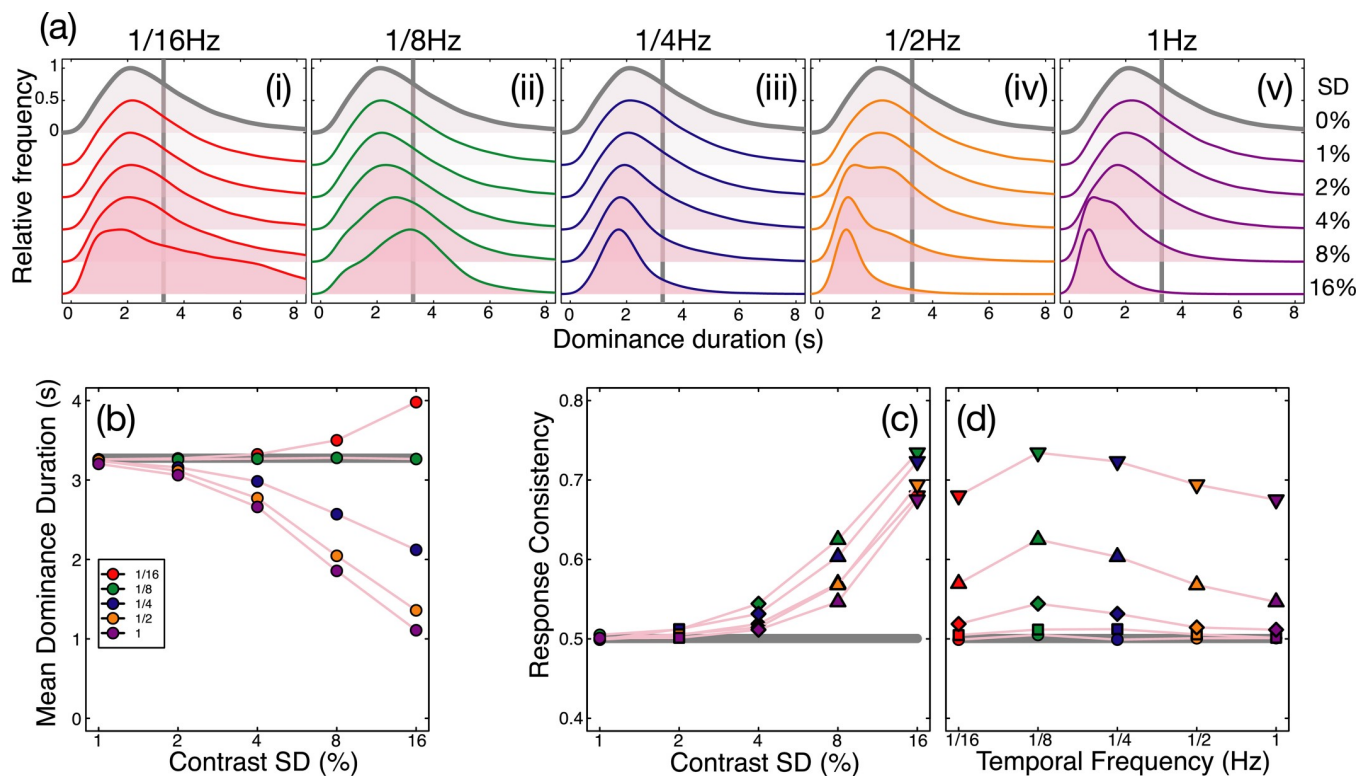 (a)
1/16Hz 1/8Hz 1/4Hz 1/2Hz 1Hz
Relative frequency
1
0.5
0
(i) (ii) (iii) (iv) (v)
SD
0%
1%
2%
4%
8%
16%
0 2 4 6 8 0 2 4 6 8 0 2 4 6 8 0 2 4 6 8 0 2 4 6 8
Dominance duration (s)
(b)
Mean Dominance Duration (s)
4
3
2
1
0
1/16
1/8
1/4
1/2
1
1 2 4 8 16
Contrast SD (%)
(c)
Response Consistency
0.8
0.7
0.6
0.5
0.4
1 2 4 8 16
Contrast SD (%)
(d)
1/16 1/8 1/4 1/2 1
Temporal Frequency (Hz)